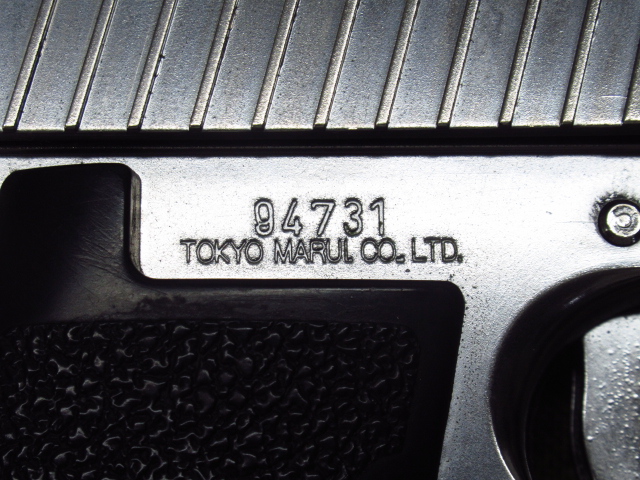 94731
TOKYO MARUI. CO., LTD.